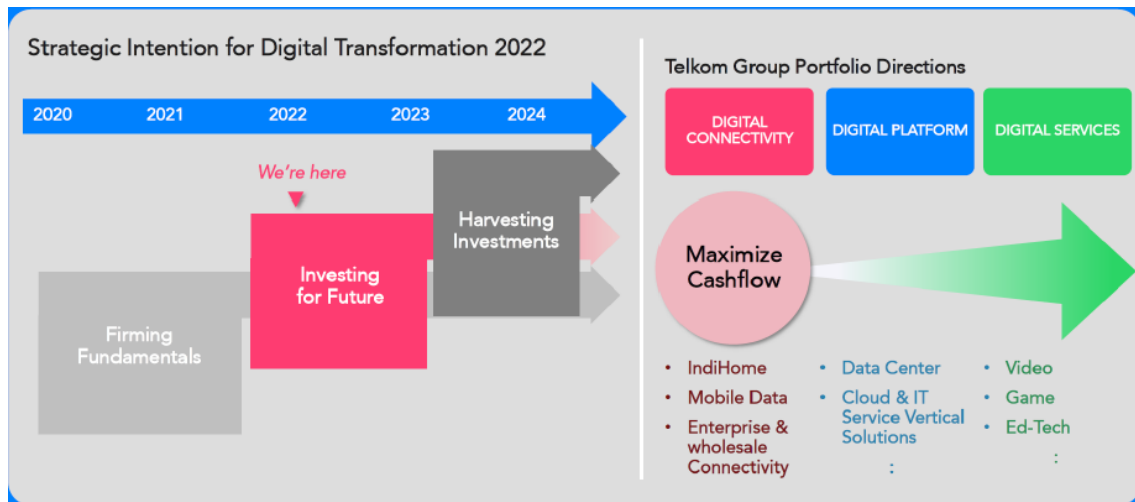 Strategic Intention for Digital Transformation 2022
2020 2021 2022 2023 2024
We're here
Firming
Fundamentals
Investing
for Future
Harvesting
Investments
Telkom Group Portfolio Directions
DIGITAL
CONNECTIVITY
DIGITAL PLATFORM
DIGITAL SERVICES
Maximize
Cashflow
• IndiHome
• Mobile Data
• Enterprise &
wholesale
Connectivity
• Data Center
• Cloud & IT
Service Vertical
Solutions
:
• Video
• Game
• Ed-Tech
: